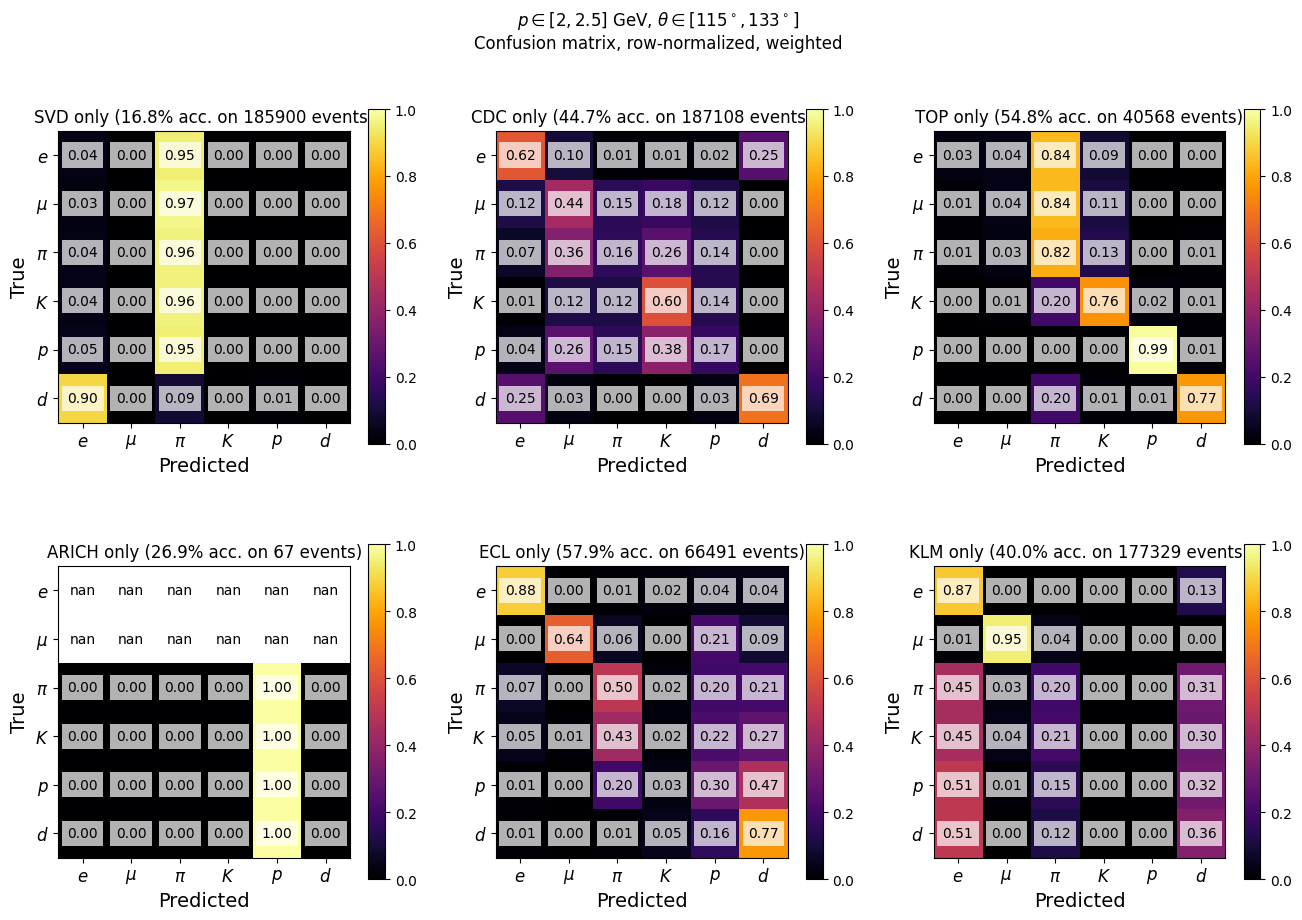 p ∈ [2, 2.5] GeV, θ ∈ [115°, 133°]
Confusion matrix, row-normalized, weighted
SVD only (16.8% acc. on 185900 events
True
e 0.04 0.00 0.95 0.00 0.00 0.00
μ 0.03 0.00 0.97 0.00 0.00 0.00
π 0.04 0.00 0.96 0.00 0.00 0.00
K 0.04 0.00 0.96 0.00 0.00 0.00
p 0.05 0.00 0.95 0.00 0.00 0.00
d 0.90 0.00 0.09 0.00 0.01 0.00
e μ π K p d
Predicted
1.0
0.8
0.6
0.4
0.2
0.0
CDC only (44.7% acc. on 187108 events
True
e 0.62 0.10 0.01 0.01 0.02 0.25
μ 0.12 0.44 0.15 0.18 0.12 0.00
π 0.07 0.36 0.16 0.26 0.14 0.00
K 0.01 0.12 0.12 0.60 0.14 0.00
p 0.04 0.26 0.15 0.38 0.17 0.00
d 0.25 0.03 0.00 0.00 0.03 0.69
e μ π K p d
Predicted
1.0
0.8
0.6
0.4
0.2
0.0
TOP only (54.8% acc. on 40568 events)
True
e 0.03 0.04 0.84 0.09 0.00 0.00
μ 0.01 0.04 0.84 0.11 0.00 0.00
π 0.01 0.03 0.82 0.13 0.00 0.01
K 0.00 0.01 0.20 0.76 0.02 0.01
p 0.00 0.00 0.00 0.00 0.99 0.01
d 0.00 0.00 0.20 0.01 0.01 0.77
e μ π K p d
Predicted
1.0
0.8
0.6
0.4
0.2
0.0
ARICH only (26.9% acc. on 67 events)
True
e nan nan nan nan nan nan
μ nan nan nan nan nan nan
π 0.00 0.00 0.00 0.00 1.00 0.00
K 0.00 0.00 0.00 0.00 1.00 0.00
p 0.00 0.00 0.00 0.00 1.00 0.00
d 0.00 0.00 0.00 0.00 1.00 0.00
e μ π K p d
Predicted
1.0
0.8
0.6
0.4
0.2
0.0
ECL only (57.9% acc. on 66491 events)
True
e 0.88 0.00 0.01 0.02 0.04 0.04
μ 0.00 0.64 0.06 0.00 0.21 0.09
π 0.07 0.00 0.50 0.02 0.20 0.21
K 0.05 0.01 0.43 0.02 0.22 0.27
p 0.01 0.00 0.20 0.03 0.30 0.47
d 0.01 0.00 0.01 0.05 0.16 0.77
e μ π K p d
Predicted
1.0
0.8
0.6
0.4
0.2
0.0
KLM only (40.0% acc. on 177329 events
True
e 0.87 0.00 0.00 0.00 0.00 0.13
μ 0.01 0.95 0.04 0.00 0.00 0.00
π 0.45 0.03 0.20 0.00 0.00 0.31
K 0.45 0.04 0.21 0.00 0.00 0.30
p 0.51 0.01 0.15 0.00 0.00 0.32
d 0.51 0.00 0.12 0.00 0.00 0.36
e μ π K p d
Predicted
1.0
0.8
0.6
0.4
0.2
0.0